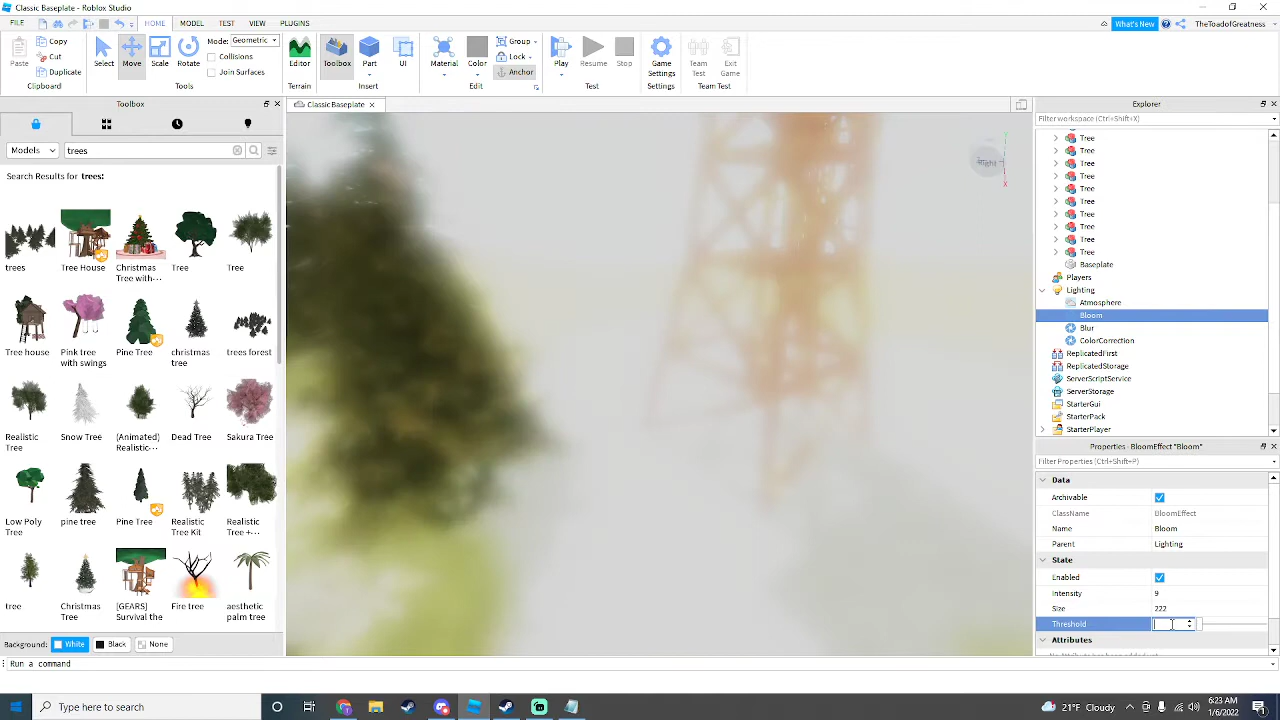 Classic Baseplate - Roblox Studio
FILE HOME MODEL TEST VIEW PLUGINS What's New TheToadofGreatness
Paste Copy Cut Duplicate Clipboard
Select Move Scale Rotate Mode: Geometric Collisions Join Surfaces Tools
Editor Terrain
Toolbox Part UI Insert
Material Color Group Lock Anchor Edit
Play Resume Stop Test
Game Settings Settings
Team Test Exit Game Team Test
Toolbox
Models trees
Search Results for trees:
trees Tree House Christmas Tree with... Tree Tree
Tree house Pink tree with swings Pine Tree christmas tree trees forest
Realistic Tree Snow Tree (Animated) Realistic... Dead Tree Sakura Tree
Low Poly Tree pine tree Pine Tree Realistic Tree Kit Realistic Tree +...
tree Christmas Tree [GEARS] Survival the Fire tree aesthetic palm tree
Background: White Black None
Run a command
Classic Baseplate
Explorer
Filter workspace (Ctrl+Shift+X)
Tree
Tree
Tree
Tree
Tree
Tree
Tree
Tree
Tree
Tree
Baseplate
Players
Lighting
Atmosphere
Bloom
Blur
ColorCorrection
ReplicatedFirst
ReplicatedStorage
ServerScriptService
ServerStorage
StarterGui
StarterPack
StarterPlayer
Properties - BloomEffect "Bloom"
Filter Properties (Ctrl+Shift+P)
Data
Archivable
ClassName BloomEffect
Name Bloom
Parent Lighting
State
Enabled
Intensity 9
Size 222
Threshold
Attributes
Type here to search
22°F Cloudy
6:23 AM
1/6/2022